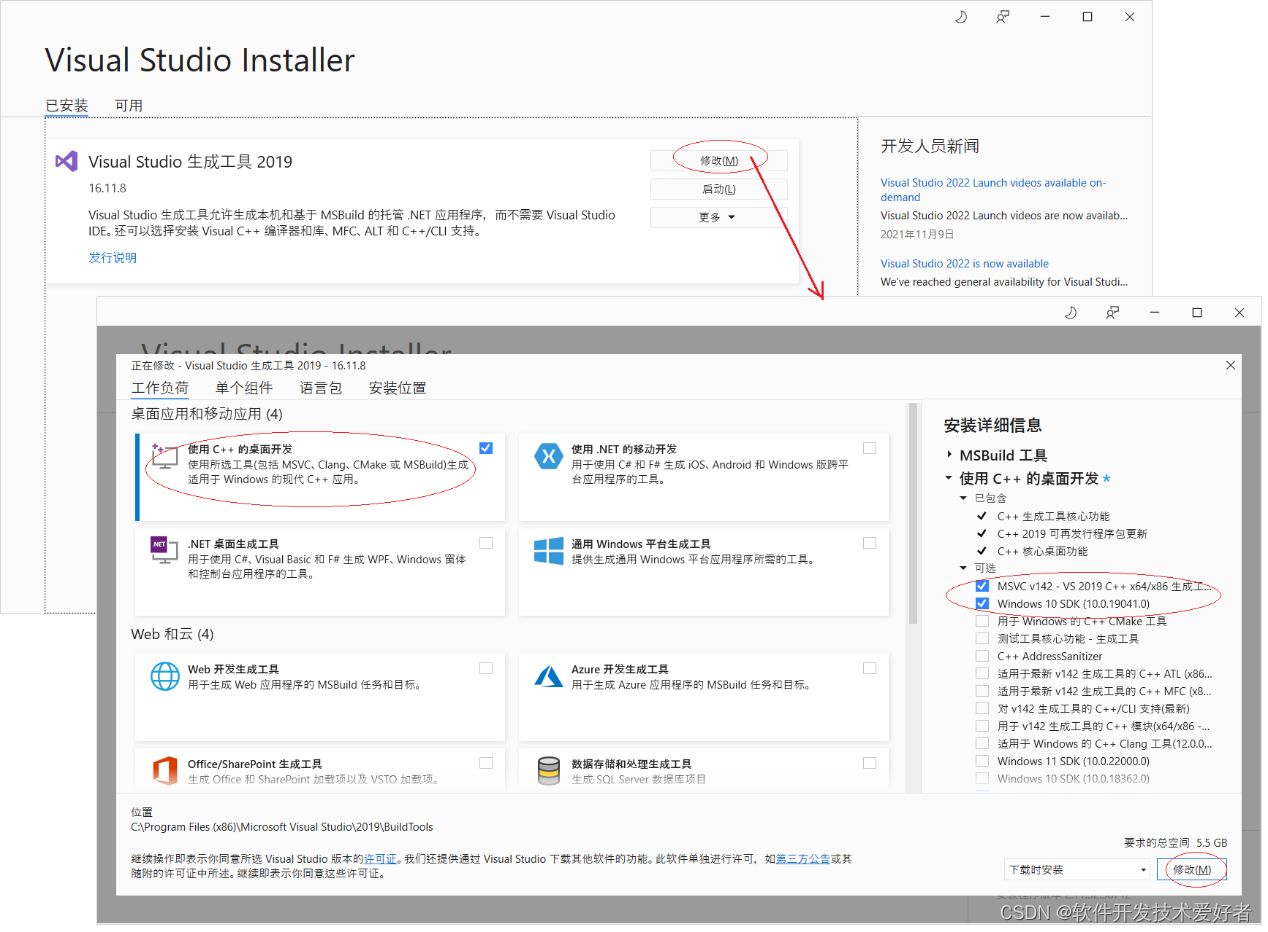 Visual Studio Installer
已安装
可用
Visual Studio 生成工具 2019
16.11.8
Visual Studio 生成工具允许生成本机和基于 MSBuild 的托管 .NET 应用程序，而不需要 Visual Studio
IDE。还可以选择安装 Visual C++ 编译器和库、MFC、ALT 和 C++/CLI 支持。
发行说明
修改(M)
启动(L)
更多
开发人员新闻
Visual Studio 2022 Launch videos available on-
demand
Visual Studio 2022 Launch videos are now availab...
2021年11月9日
Visual Studio 2022 is now available
We've reached general availability for Visual Studi...
Visual Studio Installer
正在修改 - Visual Studio 生成工具 2019 - 16.11.8
工作负荷
单个组件
语言包
安装位置
桌面应用和移动应用 (4)
使用 C++ 的桌面开发
使用所选工具(包括 MSVC、Clang、CMake 或 MSBuild)生成
适用于 Windows 的现代 C++ 应用。
使用 .NET 的移动开发
用于使用 C# 和 F# 生成 iOS、Android 和 Windows 版跨平
台应用程序的工具。
.NET
.NET 桌面生成工具
用于使用 C#、Visual Basic 和 F# 生成 WPF、Windows 窗体
和控制台应用程序的工具。
通用 Windows 平台生成工具
提供生成通用 Windows 平台应用程序所需的工具。
Web 和云 (4)
Web 开发生成工具
用于生成 Web 应用程序的 MSBuild 任务和目标。
Azure 开发生成工具
用于生成 Azure 应用程序的 MSBuild 任务和目标。
Office/SharePoint 生成工具
生成 Office 和 SharePoint 加载项以及 VSTO 加载项。
数据存储和处理生成工具
生成 SQL Server 数据库项目
安装详细信息
MSBuild 工具
使用 C++ 的桌面开发 *
已包含
C++ 生成工具核心功能
C++ 2019 可再发行程序包更新
C++ 核心桌面功能
可选
MSVC v142 - VS 2019 C++ x64/x86 生成工...
Windows 10 SDK (10.0.19041.0)
用于 Windows 的 C++ CMake 工具
测试工具核心功能 - 生成工具
C++ AddressSanitizer
适用于最新 v142 生成工具的 C++ ATL (x86...
适用于最新 v142 生成工具的 C++ MFC (x8...
对 v142 生成工具的 C++/CLI 支持(最新)
用于 v142 生成工具的 C++ 模块(x64/x86 -...
适用于 Windows 的 C++ Clang 工具(12.0.0...
Windows 11 SDK (10.0.22000.0)
Windows 10 SDK (10.0.18362.0)
位置
C:\Program Files (x86)\Microsoft Visual Studio\2019\BuildTools
继续操作即表示你同意所选 Visual Studio 版本的许可证。我们还提供通过 Visual Studio 下载其他软件的功能。此软件单独进行许可，如第三方公告或其
随附的许可证中所述。继续即表示你同意这些许可证。
要求的总空间 5.5 GB
下载时安装
修改(M)
CSDN @软件开发技术爱好者